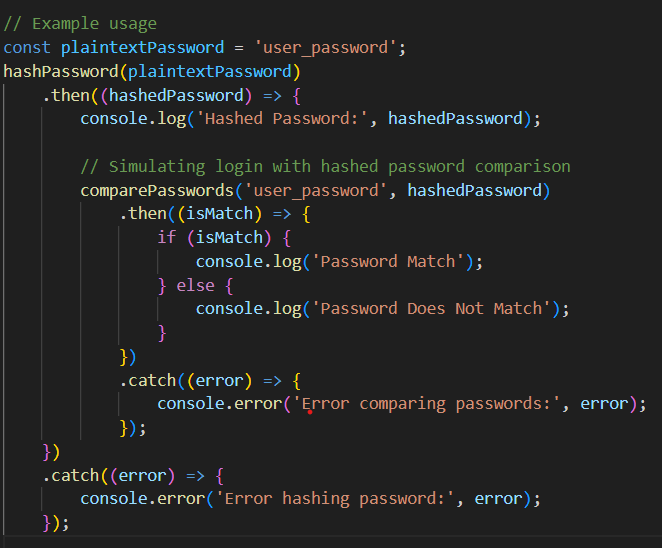 // Example usage
const plaintextPassword = 'user_password';
hashPassword(plaintextPassword)
    .then((hashedPassword) => {
        console.log('Hashed Password:', hashedPassword);

        // Simulating login with hashed password comparison
        comparePasswords('user_password', hashedPassword)
            .then((isMatch) => {
                if (isMatch) {
                    console.log('Password Match');
                } else {
                    console.log('Password Does Not Match');
                }
            })
            .catch((error) => {
                console.error('Error comparing passwords:', error);
            });
    })
    .catch((error) => {
        console.error('Error hashing password:', error);
    });